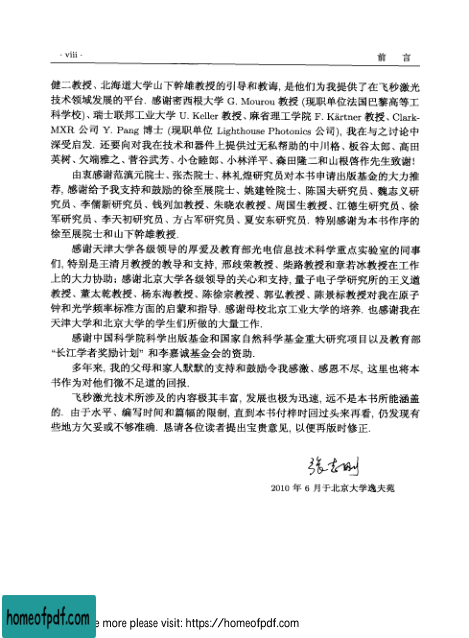 · viii ·
前 言
健二教授、北海道大学山下幹雄教授的引导和教诲, 是他们为我提供了在飞秒激光
技术领域发展的平台. 感谢密西根大学 G. Mourou 教授 (现职单位法国巴黎高等工
科学校)、瑞士联邦工业大学 U. Keller 教授、麻省理工学院 F. Kärtner 教授、Clark-
MXR 公司 Y. Pang 博士 (现职单位 Lighthouse Photonics 公司), 我在与之讨论中
深受启发. 还要向对我在技术和器件上提供过无私帮助的中川格、板谷太郎、高田
英树、欠端雅之、菅谷武芳、小仓睦郎、小林洋平、森田隆二和山根啓作先生致谢!
由衷感谢范滇元院士、张杰院士、林礼煌研究员对本书申请出版基金的大力推
荐, 感谢给予我支持和鼓励的徐至展院士、姚建铨院士、陈国夫研究员、魏志义研
究员、李儒新研究员、钱列加教授、朱晓农教授、周国生教授、江德生研究员、徐
军研究员、李天初研究员、方占军研究员、夏安东研究员. 特别感谢为本书作序的
徐至展院士和山下幹雄教授.
感谢天津大学各级领导的厚爱及教育部光电信息技术科学重点实验室的同事
们, 特别是王清月教授的教导和支持, 邢歧荣教授、柴路教授和章若冰教授在工作
上的大力协助; 感谢北京大学各级领导的关心和支持, 量子电子学研究所的王义遒
教授、董太乾教授、杨东海教授、陈徐宗教授、郭弘教授、陈景标教授对我在原子
钟和光学频率标准方面的启蒙和指导. 感谢母校北京工业大学的培养. 也感谢我在
天津大学和北京大学的学生们所做的大量工作.
感谢中国科学院科学出版基金和国家自然科学基金重大研究项目以及教育部
“长江学者奖励计划” 和李嘉诚基金会的资助.
多年来, 我的父母和家人默默的支持和鼓励令我感激、感恩不尽, 这里也将本
书作为对他们微不足道的回报.
飞秒激光技术所涉及的内容极其丰富, 发展也极为迅速, 远不是本书所能涵盖
的. 由于水平、编写时间和篇幅的限制, 直到本书付梓时回过头来再看, 仍发现有
些地方欠妥或不够准确. 恳请各位读者提出宝贵意见, 以便再版时修正.
张志刚
2010 年 6 月于北京大学逸夫苑
homeofpdf.com
e more please visit: https://homeofpdf.com